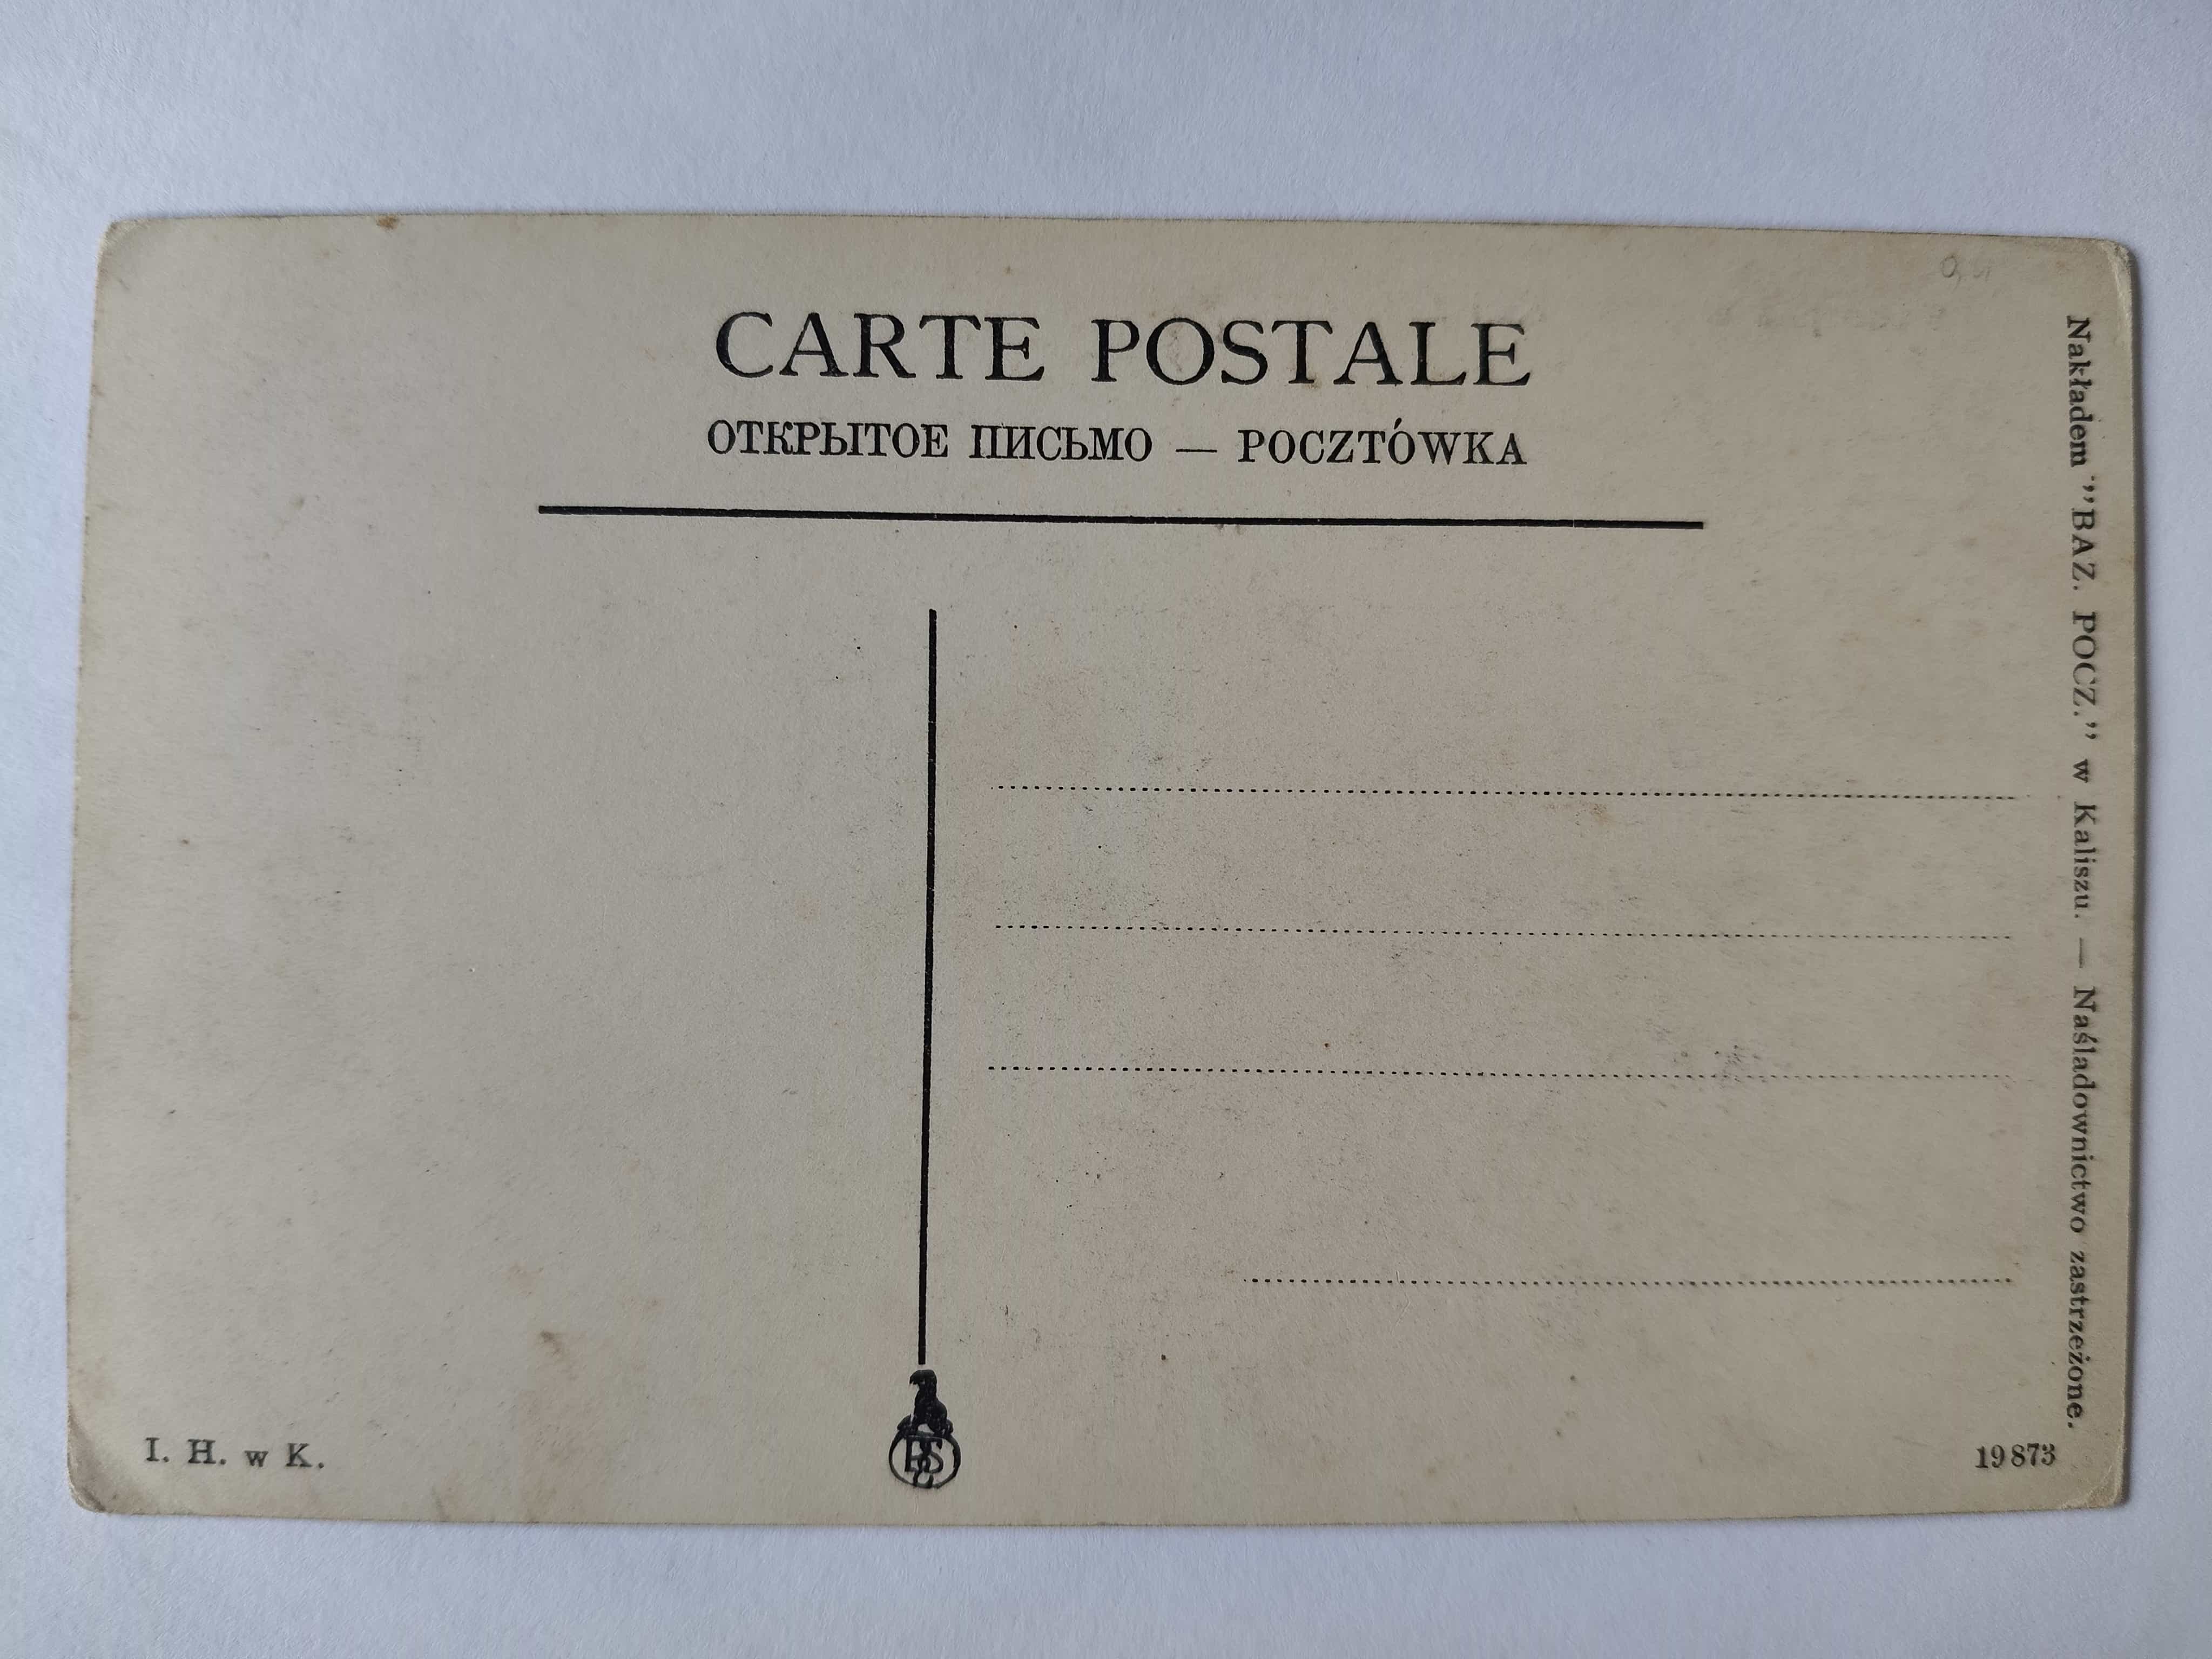 CARTE POSTALE
ОТКРЫТОЕ ПИСЬМО — POCZTÓWKA
Nakładem "BAZ. POCZ." w Kaliszu. — Naśladownictwo zastrzeżone.
I. H. w K.
19873